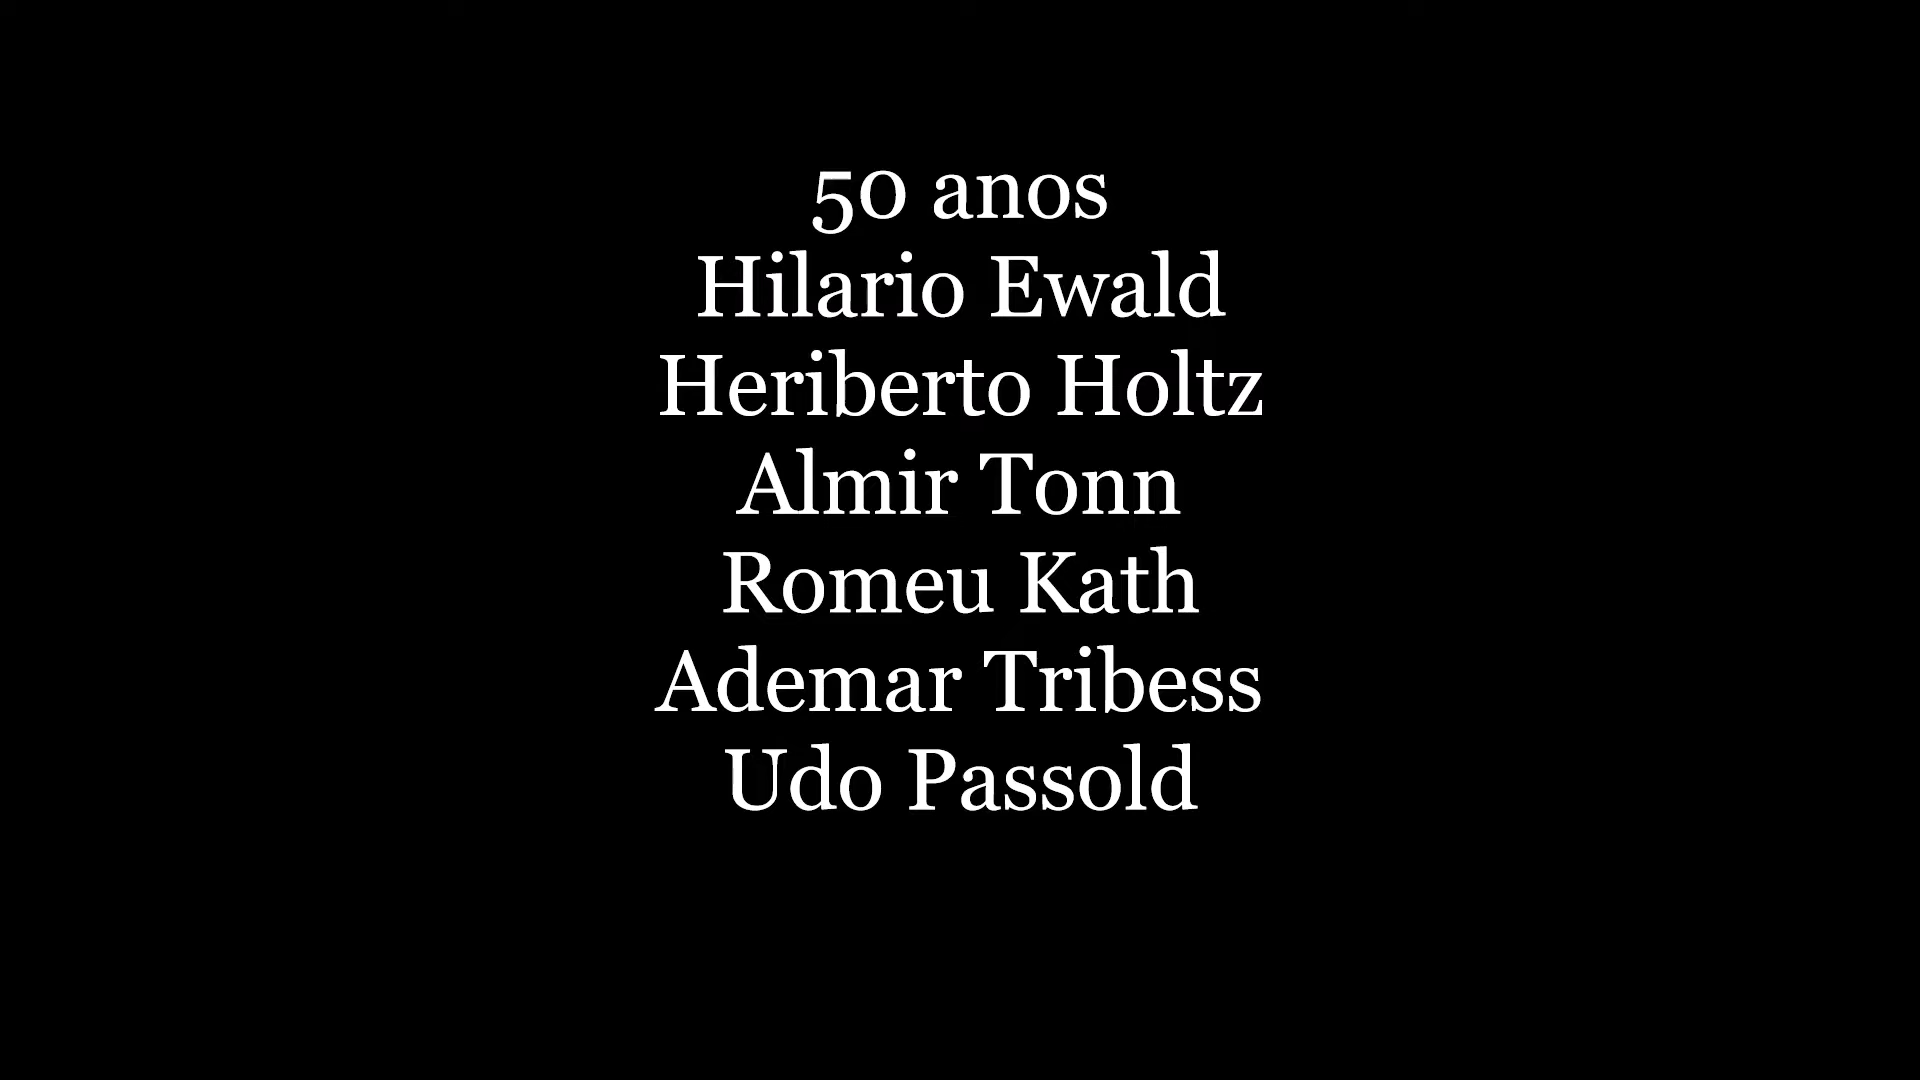 50 anos
Hilario Ewald
Heriberto Holtz
Almir Tonn
Romeu Kath
Ademar Tribess
Udo Passold